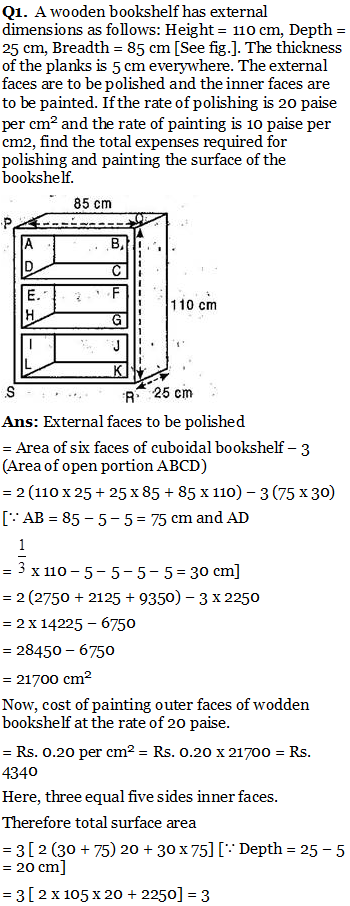 Q1. A wooden bookshelf has external
dimensions as follows: Height = 110 cm, Depth =
25 cm, Breadth = 85 cm [See fig.]. The thickness
of the planks is 5 cm everywhere. The external
faces are to be polished and the inner faces are
to be painted. If the rate of polishing is 20 paise
per cm² and the rate of painting is 10 paise per
cm2, find the total expenses required for
polishing and painting the surface of the
bookshelf.
85 cm
P Q
A B
D C
E F
H G
110 cm
I J
L K
S R 25 cm
Ans: External faces to be polished
= Area of six faces of cuboidal bookshelf – 3
(Area of open portion ABCD)
= 2 (110 x 25 + 25 x 85 + 85 x 110) – 3 (75 x 30)
[∵ AB = 85 – 5 – 5 = 75 cm and AD
= 1/3 x 110 – 5 – 5 – 5 – 5 = 30 cm]
= 2 (2750 + 2125 + 9350) – 3 x 2250
= 2 x 14225 – 6750
= 28450 – 6750
= 21700 cm²
Now, cost of painting outer faces of wodden
bookshelf at the rate of 20 paise.
= Rs. 0.20 per cm² = Rs. 0.20 x 21700 = Rs.
4340
Here, three equal five sides inner faces.
Therefore total surface area
= 3 [ 2 (30 + 75) 20 + 30 x 75] [∵ Depth = 25 – 5
= 20 cm]
= 3 [ 2 x 105 x 20 + 2250] = 3